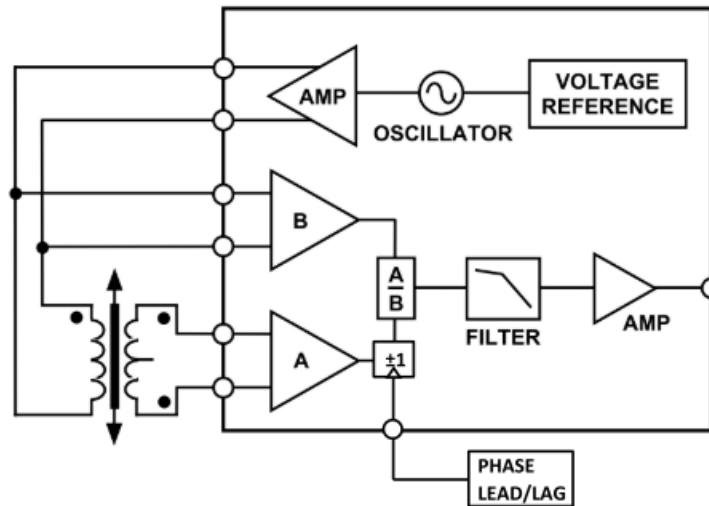 AMP
OSCILLATOR
VOLTAGE
REFERENCE
B
A
B
FILTER
AMP
A
±1
PHASE
LEAD/LAG